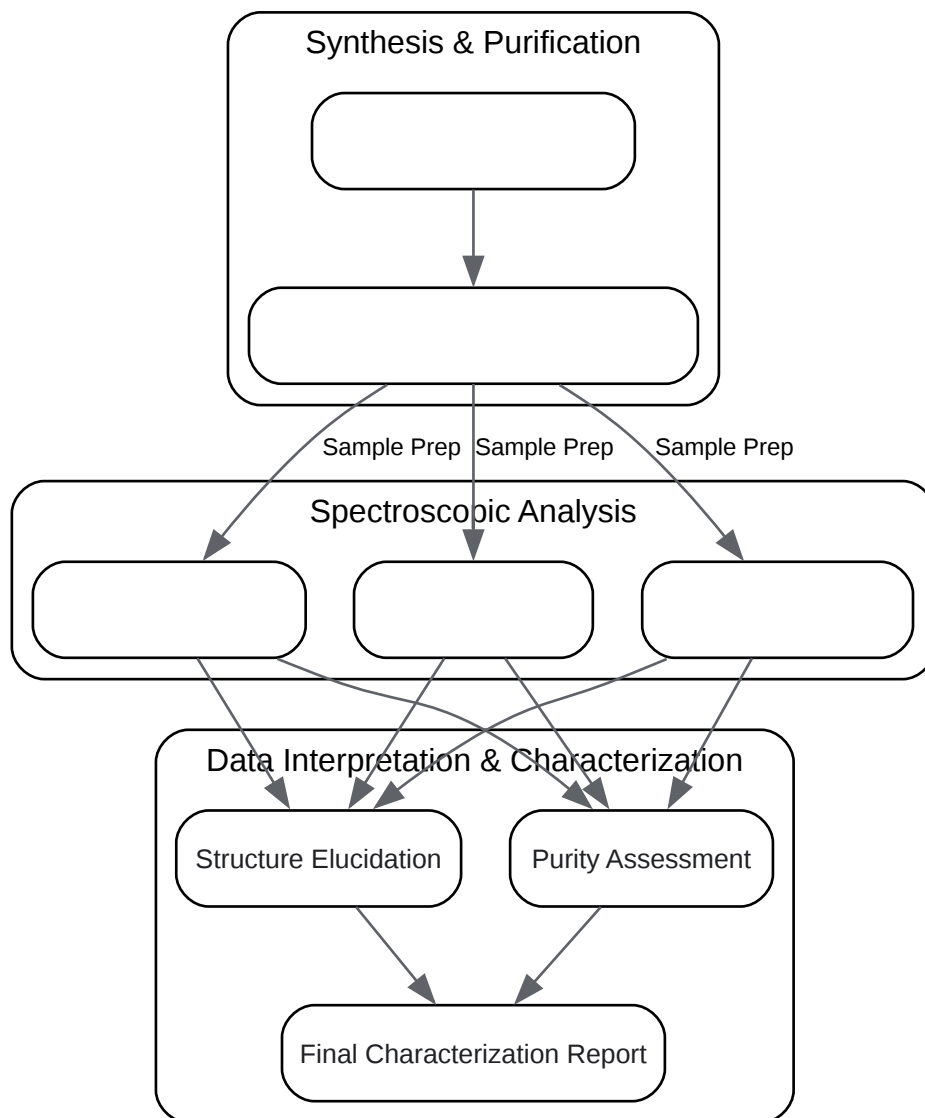 Synthesis & Purification
Sample Prep
Sample Prep
Sample Prep
Spectroscopic Analysis
Data Interpretation & Characterization
Structure Elucidation
Purity Assessment
Final Characterization Report